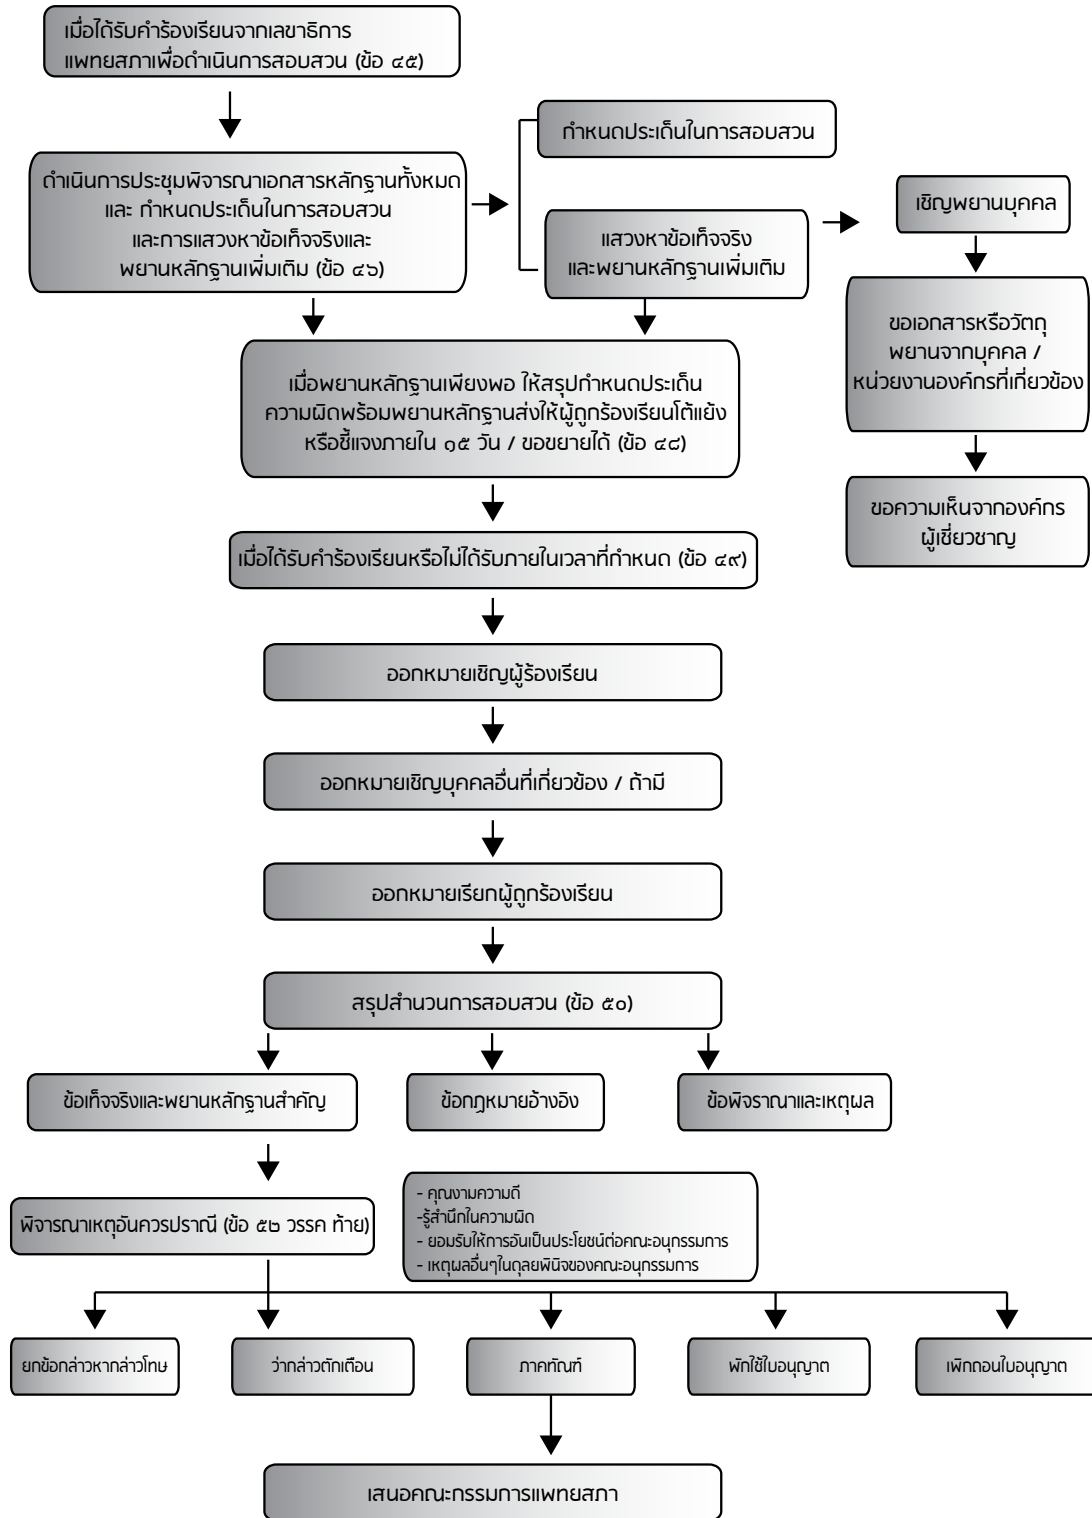 เมื่อได้รับคำร้องเรียนจากเลขาธิการ
แพทยสภาเพื่อดำเนินการสอบสวน (ข้อ ๔๕)
กำหนดประเด็นในการสอบสวน
ดำเนินการประชุมพิจารณาเอกสารหลักฐานทั้งหมด
และ กำหนดประเด็นในการสอบสวน
และการแสวงหาข้อเท็จจริงและ
พยานหลักฐานเพิ่มเติม (ข้อ ๔๖)
แสวงหาข้อเท็จจริง
และพยานหลักฐานเพิ่มเติม
เชิญพยานบุคคล
ขอเอกสารหรือวัตถุ
พยานจากบุคคล /
หน่วยงานองค์กรที่เกี่ยวข้อง
ขอความเห็นจากองค์กร
ผู้เชี่ยวชาญ
เมื่อพยานหลักฐานเพียงพอ ให้สรุปกำหนดประเด็น
ความผิดพร้อมพยานหลักฐานส่งให้ผู้ถูกร้องเรียนโต้แย้ง
หรือชี้แจงภายใน ๑๕ วัน / ขอขยายได้ (ข้อ ๔๘)
เมื่อได้รับคำร้องเรียนหรือไม่ได้รับภายในเวลาที่กำหนด (ข้อ ๔๙)
ออกหมายเชิญผู้ร้องเรียน
ออกหมายเชิญบุคคลอื่นที่เกี่ยวข้อง / ถ้ามี
ออกหมายเรียกผู้ถูกร้องเรียน
สรุปสำนวนการสอบสวน (ข้อ ๕๐)
ข้อเท็จจริงและพยานหลักฐานสำคัญ
ข้อกฎหมายอ้างอิง
ข้อพิจราณาและเหตุผล
พิจารณาเหตุอันควรปราณี (ข้อ ๕๒ วรรค ท้าย)
- คุณงามความดี
-รู้สำนึกในความผิด
- ยอมรับให้การอันเป็นประโยชน์ต่อคณะอนุกรรมการ
- เหตุผลอื่นๆในดุลยพินิจของคณะอนุกรรมการ
ยกข้อกล่าวหากล่าวโทษ
ว่ากล่าวตักเตือน
ภาคทัณฑ์
พักใช้ใบอนุญาต
เพิกถอนใบอนุญาต
เสนอคณะกรรมการแพทยสภา